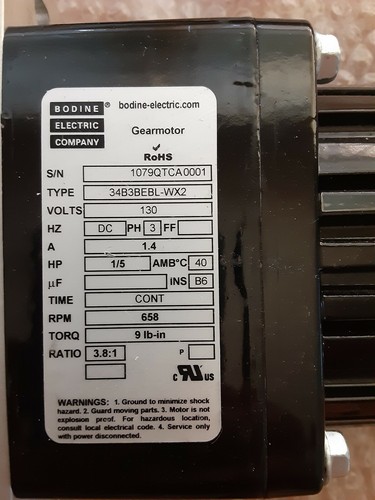 BODINE ® bodine-electric.com
ELECTRIC
COMPANY
Gearmotor
✓
RoHS
S/N 1079QTCA0001
TYPE 34B3BEBL-WX2
VOLTS 130
HZ DC PH 3 FF
A 1.4
HP 1/5 AMB°C 40
µF INS B6
TIME CONT
RPM 658
TORQ 9 lb-in
RATIO 3.8:1 P
c RU US
WARNINGS: 1. Ground to minimize shock
hazard. 2. Guard moving parts. 3. Motor is not
explosion proof. For hazardous location,
consult local electrical code. 4. Service only
with power disconnected.